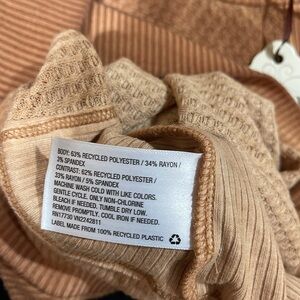 BODY: 63% RECYCLED POLYESTER / 34% RAYON /
3% SPANDEX
CONTRAST: 62% RECYCLED POLYESTER /
33% RAYON / 5% SPANDEX
MACHINE WASH COLD WITH LIKE COLORS.
GENTLE CYCLE. ONLY NON-CHLORINE
BLEACH IF NEEDED. TUMBLE DRY LOW.
REMOVE PROMPTLY. COOL IRON IF NEEDED.
RN17730 VN2242811
LABEL MADE FROM 100% RECYCLED PLASTIC